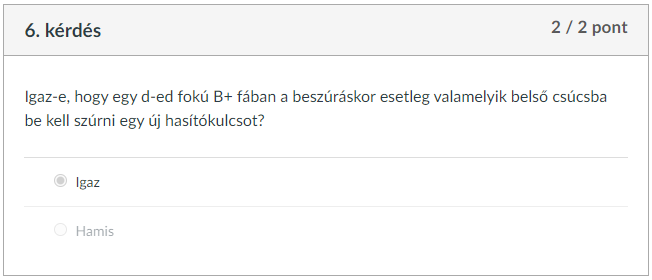 6. kérdés
2 / 2 pont
Igaz-e, hogy egy d-ed fokú B+ fában a beszúráskor esetleg valamelyik belső csúcsba
be kell szúrni egy új hasítókulcsot?
Igaz
Hamis